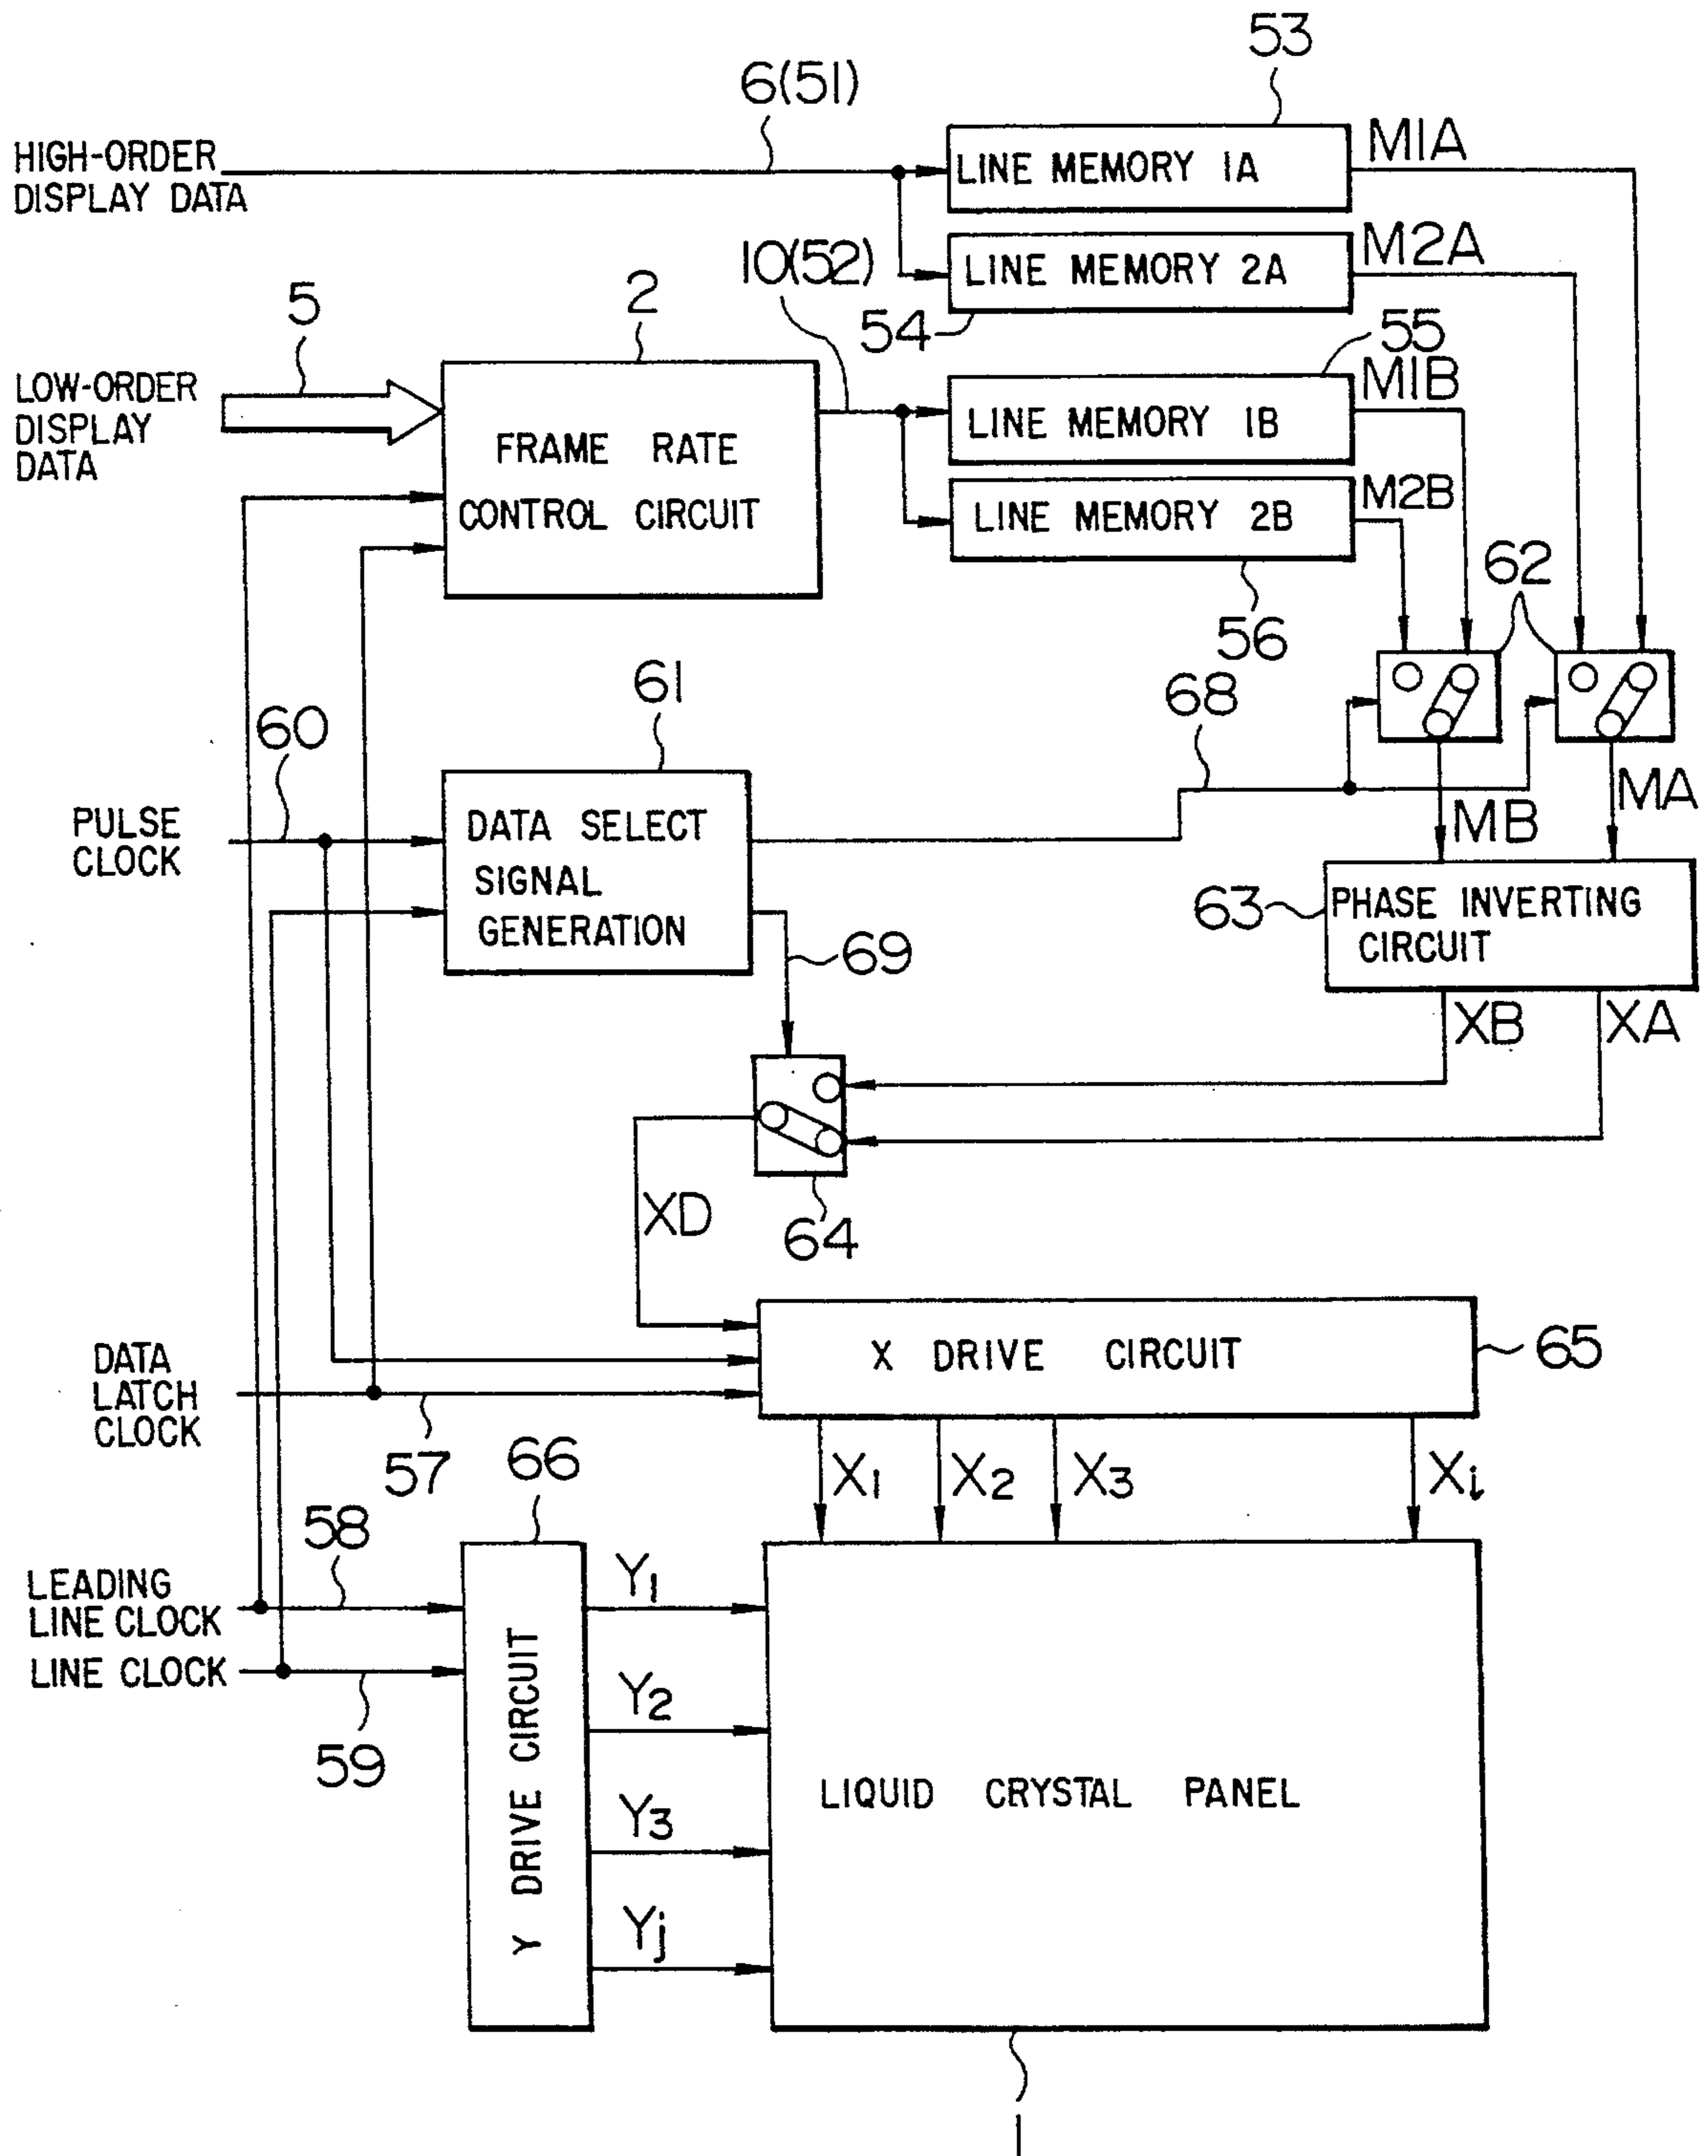 53
6(51)
HIGH-ORDER
DISPLAY DATA
LINE MEMORY 1A
M1A
LINE MEMORY 2A
M2A
10(52)
54
5
2
55
LOW-ORDER
DISPLAY
DATA
FRAME RATE
CONTROL CIRCUIT
LINE MEMORY 1B
M1B
LINE MEMORY 2B
M2B
62
56
61
68
60
PULSE
CLOCK
DATA SELECT
SIGNAL
GENERATION
MB
MA
63
PHASE INVERTING
CIRCUIT
69
XB
XA
XD
64
X DRIVE CIRCUIT
65
DATA
LATCH
CLOCK
57
66
X1
X2
X3
Xi
58
LEADING
LINE CLOCK
LINE CLOCK
59
Y DRIVE CIRCUIT
Y1
Y2
Y3
Yj
LIQUID CRYSTAL PANEL
1